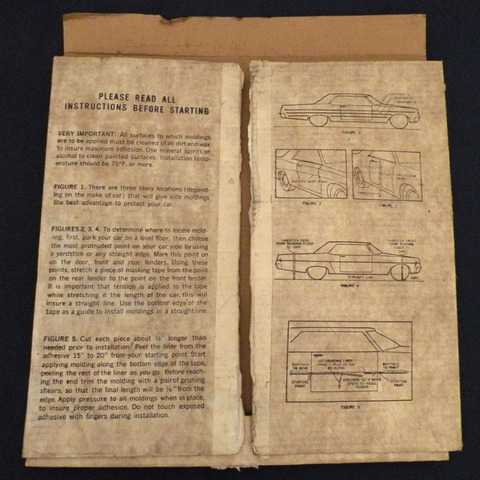 PLEASE READ ALL
INSTRUCTIONS BEFORE STARTING
VERY IMPORTANT: All surfaces to which moldings
are to be applied must be cleaned of all dirt and wax
to insure maximum adhesion. Use mineral spirits or
alcohol to clean painted surfaces. Installation temp-
erature should be 75°F. or more.
FIGURE 1. There are three likely locations (depend-
ing on the make of car) that will give side moldings
the best advantage to protect your car.
FIGURES 2, 3, 4. To determine where to locate mold-
ing, first, park your car on a level floor, then choose
the most protruded point on your car side by using
a yardstick or any straight edge. Mark this point on
on the door, front and rear fenders. Using these
points, stretch a piece of masking tape from the point
on the rear fender to the point on the front fender.
It is important that tension is applied to the tape
while stretching it the length of the car, this will
insure a straight line. Use the bottom edge of the
tape as a guide to install moldings in a straight line.
FIGURE 5. Cut each piece about ½" longer than
needed prior to installation. Peel the liner from the
adhesive 15" to 20" from your starting point. Start
applying molding along the bottom edge of the tape,
peeling the rest of the liner as you go. Before reach-
ing the end trim the molding with a pair of pruning
shears, so that the final length will be ⅛" from the
edge. Apply pressure to all moldings when in place,
to insure proper adhesion. Do not touch exposed
adhesive with fingers during installation.
FIGURE 1
FIGURE 2
FIGURE 3
STRAIGHT LINE
TAPE
FIGURE 4
STARTING
POINT
STARTING
POINT
FIGURE 5